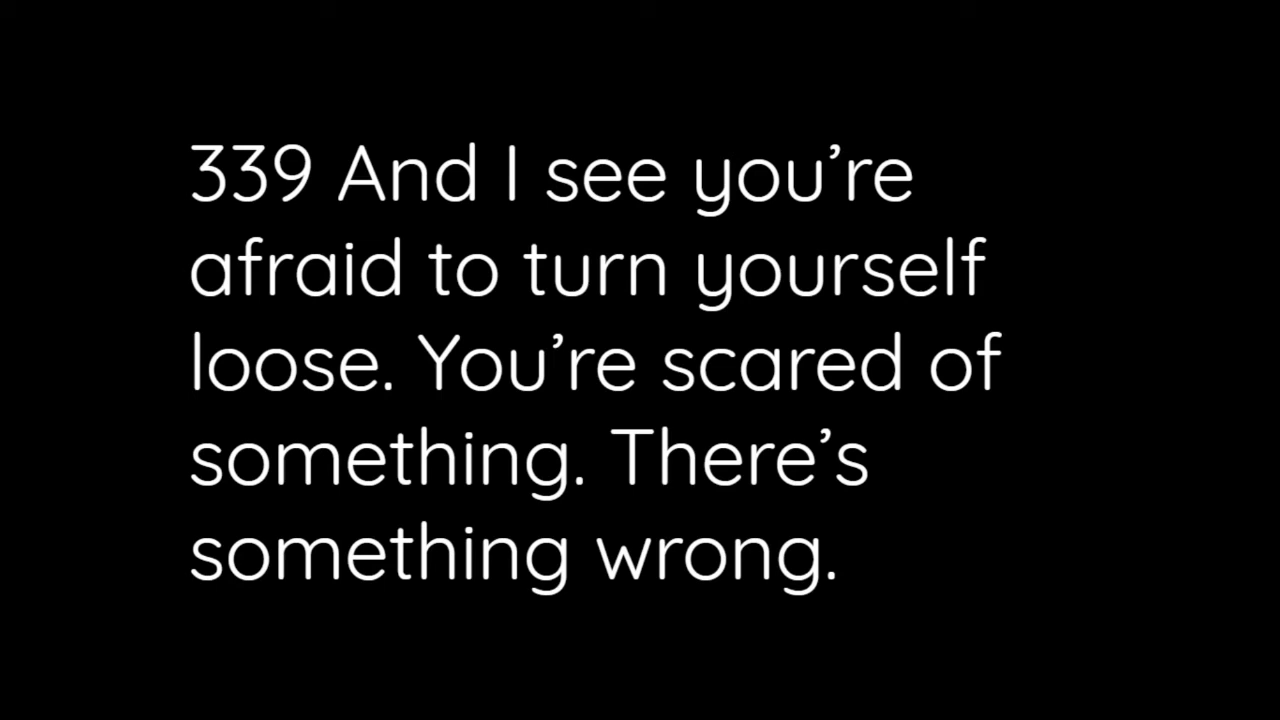 339 And I see you’re
afraid to turn yourself
loose. You’re scared of
something. There’s
something wrong.